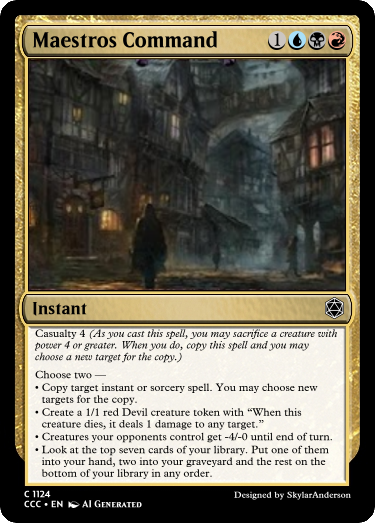 Maestros Command
1
Instant
Casualty 4 (As you cast this spell, you may sacrifice a creature with
power 4 or greater. When you do, copy this spell and you may
choose a new target for the copy.)
Choose two —
• Copy target instant or sorcery spell. You may choose new
targets for the copy.
• Create a 1/1 red Devil creature token with “When this
creature dies, it deals 1 damage to any target.”
• Creatures your opponents control get -4/-0 until end of turn.
• Look at the top seven cards of your library. Put one of them
into your hand, two into your graveyard and the rest on the
bottom of your library in any order.
C 1124
CCC • EN AI Generated
Designed by SkylarAnderson